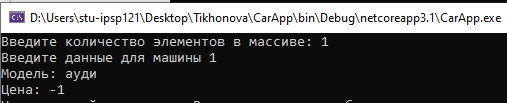 D:\Users\stu-ipsp121\Desktop\Tikhonova\CarApp\bin\Debug\netcoreapp3.1\CarApp.exe
Введите количество элементов в массиве: 1
Введите данные для машины 1
Модель: ауди
Цена: -1